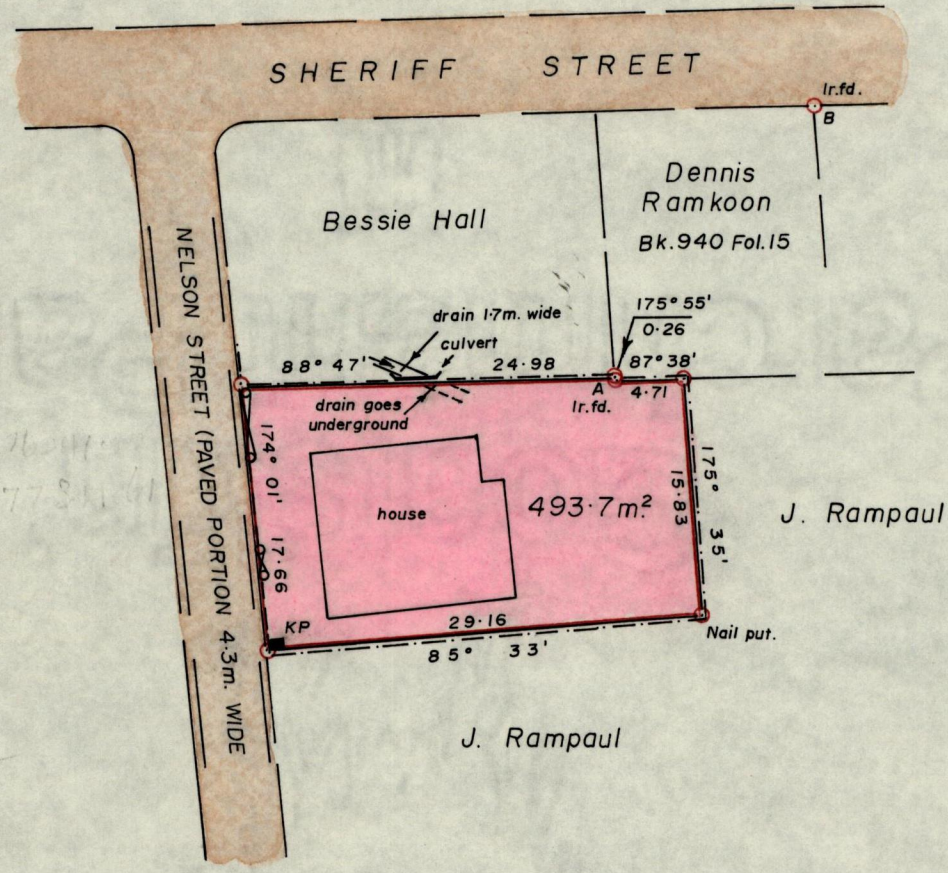 SHERIFF STREET
Ir.fd.
B
Dennis
Ramkoon
Bk.940 Fol.15
Bessie Hall
NELSON STREET (PAVED PORTION 4·3m. WIDE
drain 1·7m. wide
culvert
175° 55'
0·26
88° 47'
24·98
87° 38'
A
4·71
Ir.fd.
drain goes
underground
174° 01'
17·66
house
493·7m²
175° 35'
15·83
J. Rampaul
KP
29·16
85° 33'
Nail put.
J. Rampaul